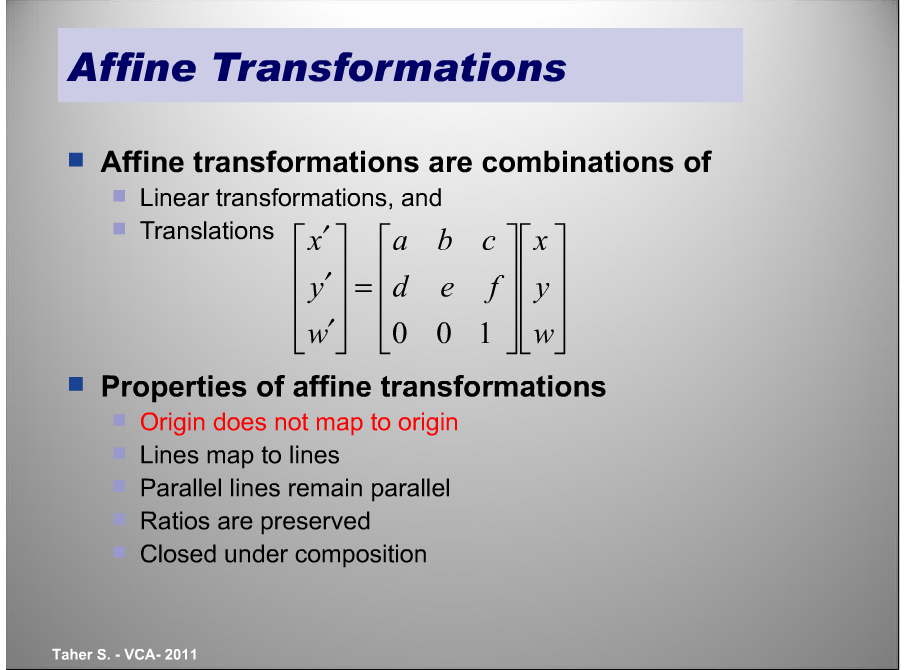 Affine Transformations
Affine transformations are combinations of
Linear transformations, and
Translations
[x′ y′ w′] = [a b c; d e f; 0 0 1] [x y w]
Properties of affine transformations
Origin does not map to origin
Lines map to lines
Parallel lines remain parallel
Ratios are preserved
Closed under composition
Taher S. - VCA- 2011